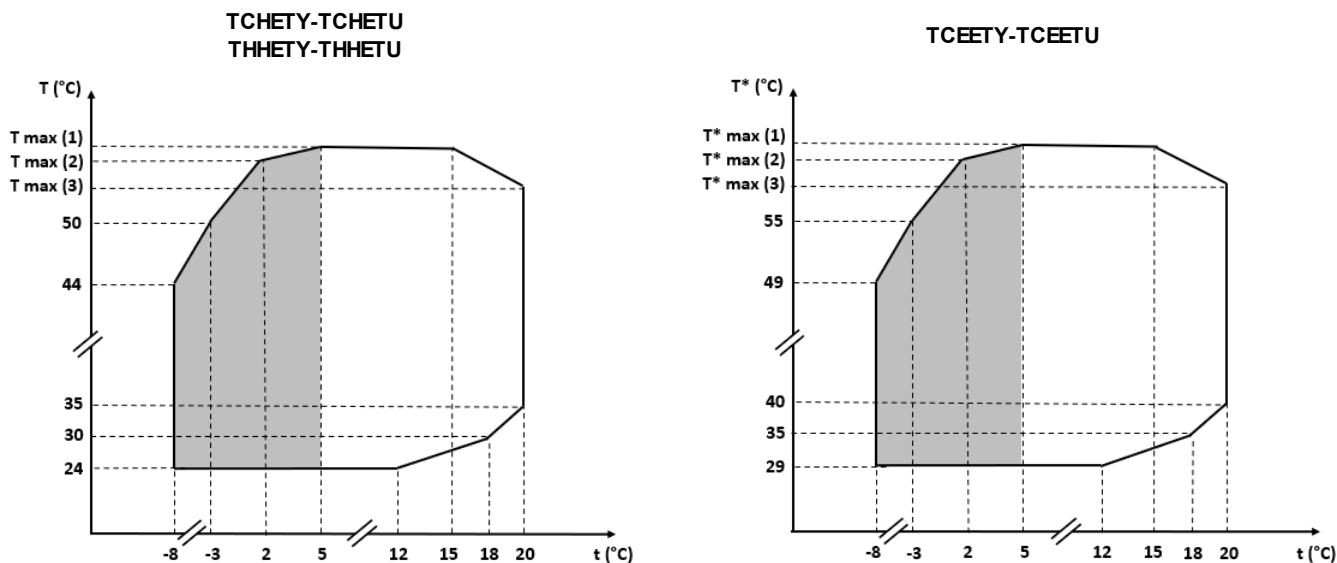 TCHETY-TCHETU
THHETY-THHETU
T (°C)
T max (1)
T max (2)
T max (3)
50
44
35
30
24
-8 -3 2 5 12 15 18 20 t (°C)
TCEETY-TCEETU
T* (°C)
T* max (1)
T* max (2)
T* max (3)
55
49
40
35
29
-8 -3 2 5 12 15 18 20 t (°C)